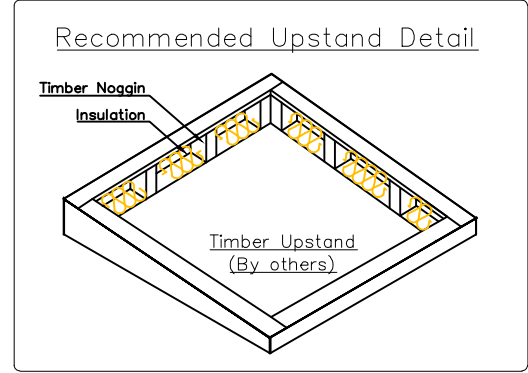 Recommended Upstand Detail
Timber Noggin
Insulation
Timber Upstand
(By others)